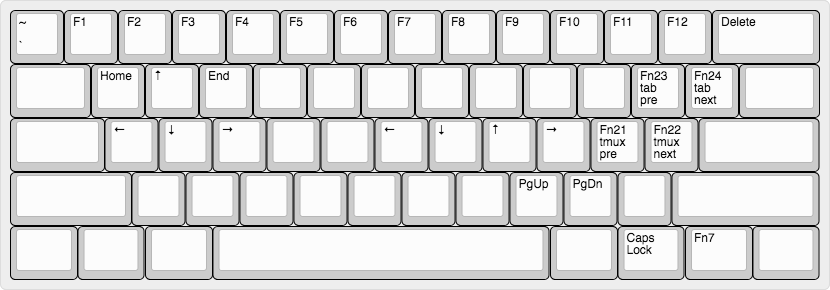 ~ F1 F2 F3 F4 F5 F6 F7 F8 F9 F10 F11 F12 Delete
`
Home ↑ End Fn23 Fn24
tab tab
pre next
← ↓ → ← ↓ ↑ → Fn21 Fn22
tmux tmux
pre next
PgUp PgDn
Caps Fn7
Lock